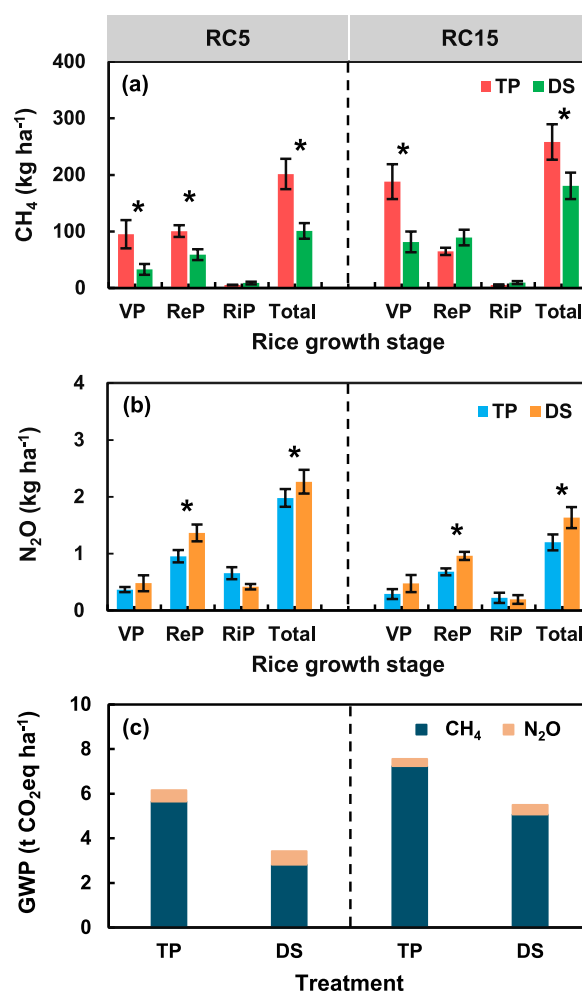 RC5 RC15
(a) TP DS
CH₄ (kg ha⁻¹)
400
300
200
100
0
* * * * *
VP ReP RiP Total VP ReP RiP Total
Rice growth stage
(b) TP DS
N₂O (kg ha⁻¹)
4
3
2
1
0
* * * *
VP ReP RiP Total VP ReP RiP Total
Rice growth stage
(c) CH₄ N₂O
GWP (t CO₂eq ha⁻¹)
10
8
6
4
2
0
TP DS TP DS
Treatment